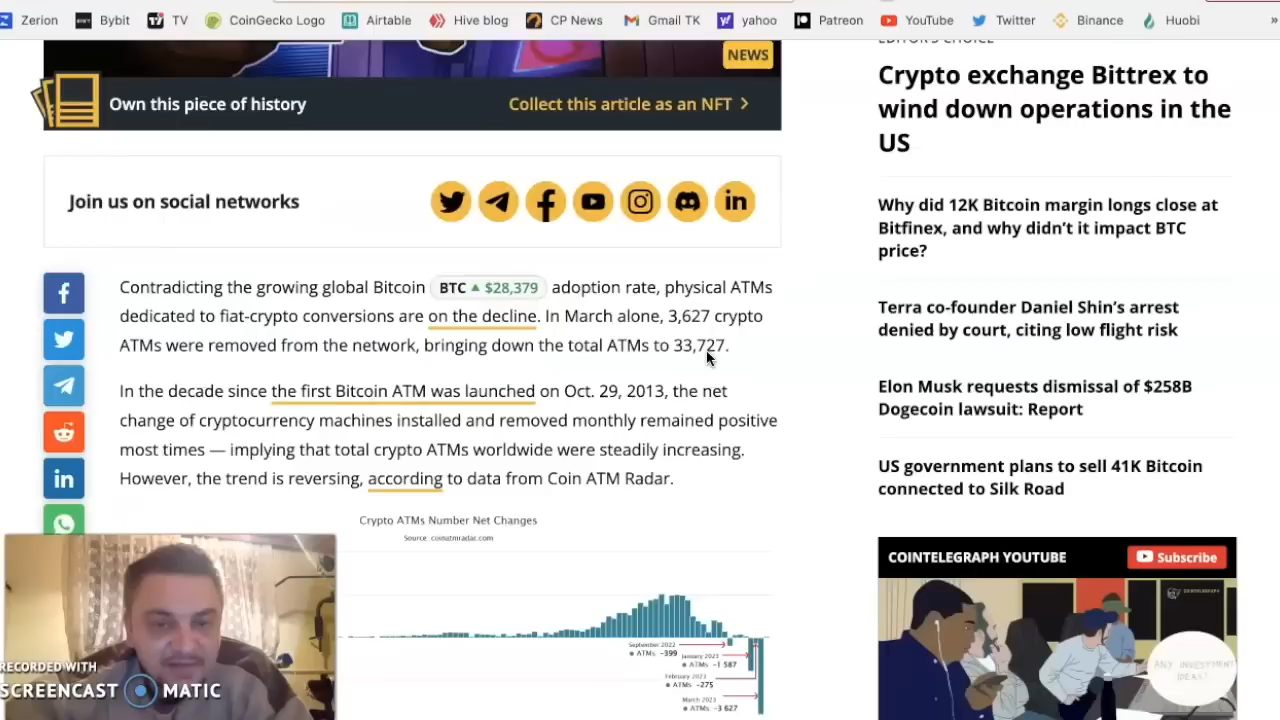 Zerion Bybit TV CoinGecko Logo Airtable Hive blog CP News Gmail TK yahoo Patreon YouTube Twitter Binance Huobi »
NEWS
Own this piece of history
Collect this article as an NFT >
Join us on social networks
Contradicting the growing global Bitcoin BTC ▲ $28,379 adoption rate, physical ATMs
dedicated to fiat-crypto conversions are on the decline. In March alone, 3,627 crypto
ATMs were removed from the network, bringing down the total ATMs to 33,727.
In the decade since the first Bitcoin ATM was launched on Oct. 29, 2013, the net
change of cryptocurrency machines installed and removed monthly remained positive
most times — implying that total crypto ATMs worldwide were steadily increasing.
However, the trend is reversing, according to data from Coin ATM Radar.
Crypto ATMs Number Net Changes
Source: coinatmradar.com
September 2022
ATMs: -399
January 2023
ATMs: -1 587
February 2023
ATMs: -275
March 2023
ATMs: -3 627
RECORDED WITH
SCREENCAST MATIC
EDITOR'S CHOICE
Crypto exchange Bittrex to
wind down operations in the
US
Why did 12K Bitcoin margin longs close at
Bitfinex, and why didn't it impact BTC
price?
Terra co-founder Daniel Shin's arrest
denied by court, citing low flight risk
Elon Musk requests dismissal of $258B
Dogecoin lawsuit: Report
US government plans to sell 41K Bitcoin
connected to Silk Road
COINTELEGRAPH YOUTUBE
Subscribe
ANY INVESTMENT
IDEAS?